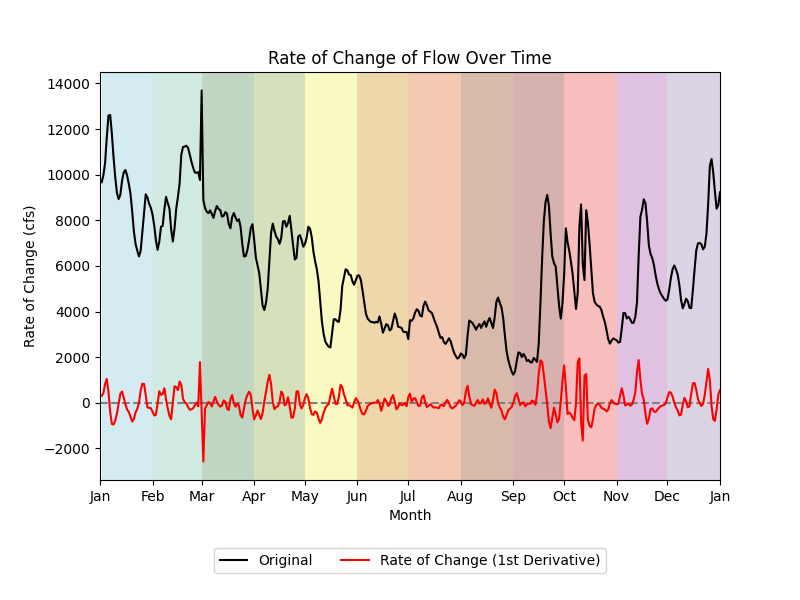 Rate of Change of Flow Over Time
14000
12000
10000
8000
6000
4000
2000
0
−2000
Rate of Change (cfs)
Jan Feb Mar Apr May Jun Jul Aug Sep Oct Nov Dec Jan
Month
Original Rate of Change (1st Derivative)